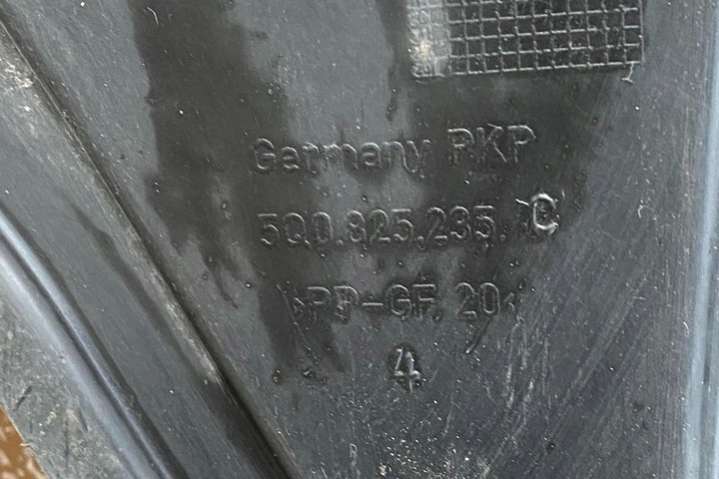 Germany PKP
5Q0.825.235.C
>PP-GF 20<
4